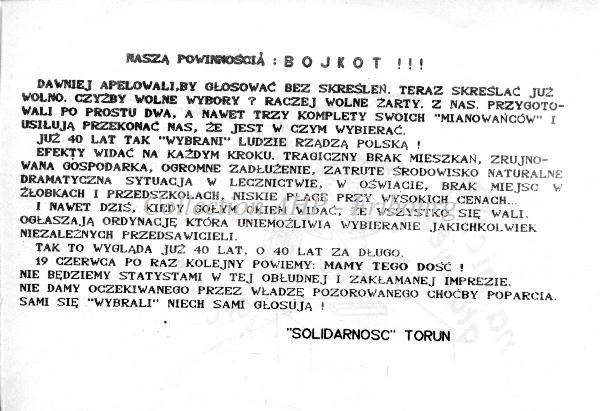 NASZĄ POWINNOŚCIĄ : BOJKOT !!!
DAWNIEJ APELOWALI,BY GŁOSOWAĆ BEZ SKREŚLEŃ. TERAZ SKREŚLAĆ JUŻ
WOLNO. CZYŻBY WOLNE WYBORY ? RACZEJ WOLNE ŻARTY. Z NAS. PRZYGOTO-
WALI PO PROSTU DWA, A NAWET TRZY KOMPLETY SWOICH "MIANOWAŃCÓW" I
USIŁUJĄ PRZEKONAĆ NAS, ŻE JEST W CZYM WYBIERAĆ.
JUŻ 40 LAT TAK "WYBRANI" LUDZIE RZĄDZĄ POLSKĄ !
EFEKTY WIDAĆ NA KAŻDYM KROKU. TRAGICZNY BRAK MIESZKAŃ, ZRUJNO-
WANA GOSPODARKA, OGROMNE ZADŁUŻENIE, ZATRUTE ŚRODOWISKO NATURALNE
DRAMATYCZNA SYTUACJA W LECZNICTWIE, W OŚWIACIE, BRAK MIEJSC W
ŻŁOBKACH I PRZEDSZKOLACH, NISKIE PŁACE PRZY WYSOKICH CENACH...
I NAWET DZIŚ, KIEDY GOŁYM OKIEM WIDAĆ, ŻE WSZYSTKO SIĘ WALI.
OGŁASZAJĄ ORDYNACJĘ KTÓRA UNIEMOŻLIWIA WYBIERANIE JAKICHKOLWIEK
NIEZALEŻNYCH PRZEDSAWICIELI.
TAK TO WYGLĄDA JUŻ 40 LAT, O 40 LAT ZA DŁUGO.
19 CZERWCA PO RAZ KOLEJNY POWIEMY: MAMY TEGO DOŚĆ !
NIE BĘDZIEMY STATYSTAMI W TEJ OBŁUDNEJ I ZAKŁAMANEJ IMPREZIE.
NIE DAMY OCZEKIWANEGO PRZEZ WŁADZĘ POZOROWANEGO CHOĆBY POPARCIA.
SAMI SIĘ "WYBRALI" NIECH SAMI GŁOSUJĄ !
"SOLIDARNOSC" TORUN